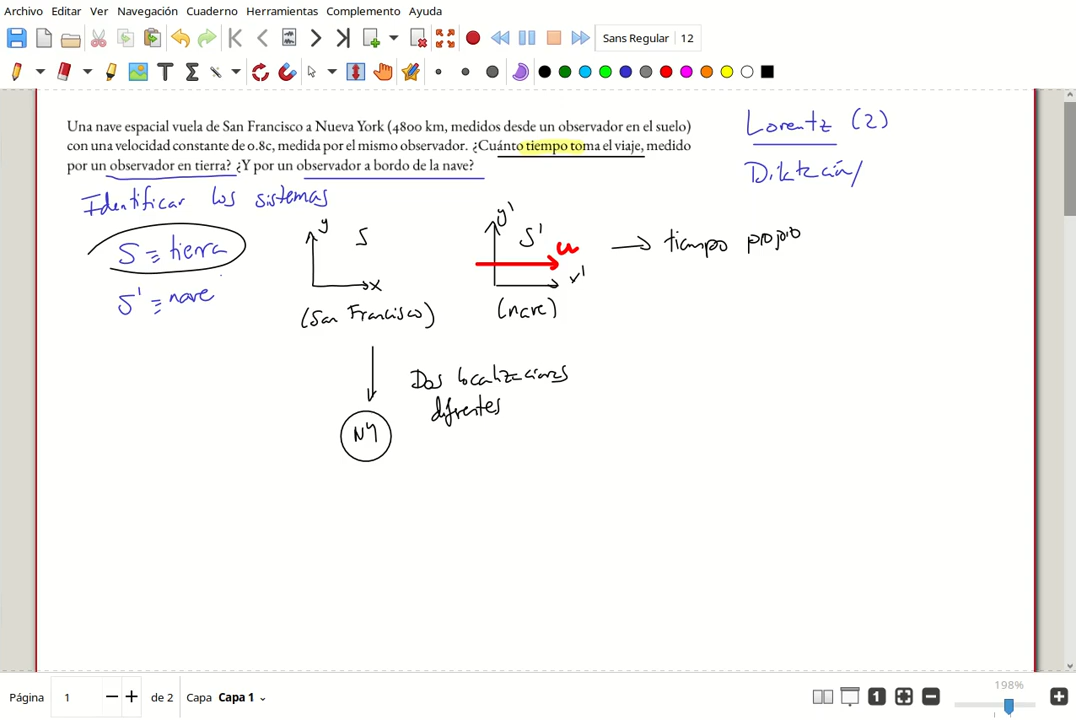 Archivo Editar Ver Navegación Cuaderno Herramientas Complemento Ayuda
Sans Regular 12
Una nave espacial vuela de San Francisco a Nueva York (4800 km, medidos desde un observador en el suelo)
con una velocidad constante de 0.8c, medida por el mismo observador. ¿Cuánto tiempo toma el viaje, medido
por un observador en tierra? ¿Y por un observador a bordo de la nave?
Lorentz (2)
Dilatación/
Identificar los sistemas
S ≡ tierra
S' ≡ nave
y S
x
(San Francisco)
y' S' u
x'
(nave)
→ tiempo propio
Dos localizaciones
difrentes
NY
Página 1 de 2 Capa Capa 1
198%